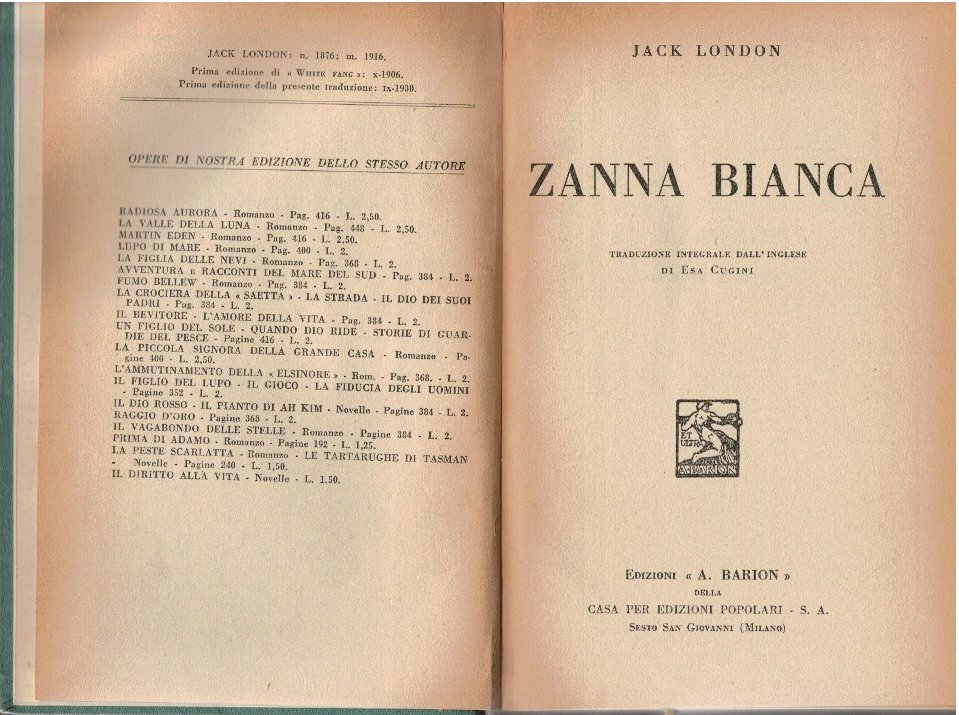 JACK LONDON: n. 1876; m. 1916.
Prima edizione di « WHITE FANG »: x-1906.
Prima edizione della presente traduzione: IX-1930.
OPERE DI NOSTRA EDIZIONE DELLO STESSO AUTORE
RADIOSA AURORA - Romanzo - Pag. 416 - L. 2,50.
LA VALLE DELLA LUNA - Romanzo - Pag. 448 - L. 2,50.
MARTIN EDEN - Romanzo - Pag. 416 - L. 2,50.
LUPO DI MARE - Romanzo - Pag. 400 - L. 2.
LA FIGLIA DELLE NEVI - Romanzo - Pag. 368 - L. 2.
AVVENTURA E RACCONTI DEL MARE DEL SUD - Pag. 384 - L. 2.
FUMO BELLEW - Romanzo - Pag. 384 - L. 2.
LA CROCIERA DELLA « SAETTA » - LA STRADA - IL DIO DEI SUOI
PADRI - Pag. 384 - L. 2.
IL BEVITORE - L'AMORE DELLA VITA - Pag. 384 - L. 2.
UN FIGLIO DEL SOLE - QUANDO DIO RIDE - STORIE DI GUAR-
DIE DEL PESCE - Pagine 416 - L. 2.
LA PICCOLA SIGNORA DELLA GRANDE CASA - Romanzo - Pa-
gine 400 - L. 2,50.
L'AMMUTINAMENTO DELLA « ELSINORE » - Rom. - Pag. 368. - L. 2.
IL FIGLIO DEL LUPO - IL GIOCO - LA FIDUCIA DEGLI UOMINI
- Pagine 352 - L. 2.
IL DIO ROSSO - IL PIANTO DI AH KIM - Novelle - Pagine 384 - L. 2.
RAGGIO D'ORO - Pagine 368 - L. 2.
IL VAGABONDO DELLE STELLE - Romanzo - Pagine 384 - L. 2.
PRIMA DI ADAMO - Romanzo - Pagine 192 - L. 1,25.
LA PESTE SCARLATTA - Romanzo - LE TARTARUGHE DI TASMAN
- Novelle - Pagine 240 - L. 1,50.
IL DIRITTO ALLA VITA - Novelle - L. 1.50.
JACK LONDON
ZANNA BIANCA
TRADUZIONE INTEGRALE DALL'INGLESE
DI ESA CUGINI
ET
ULTRA
A·BARION
EDIZIONI « A. BARION »
DELLA
CASA PER EDIZIONI POPOLARI - S. A.
SESTO SAN GIOVANNI (MILANO)